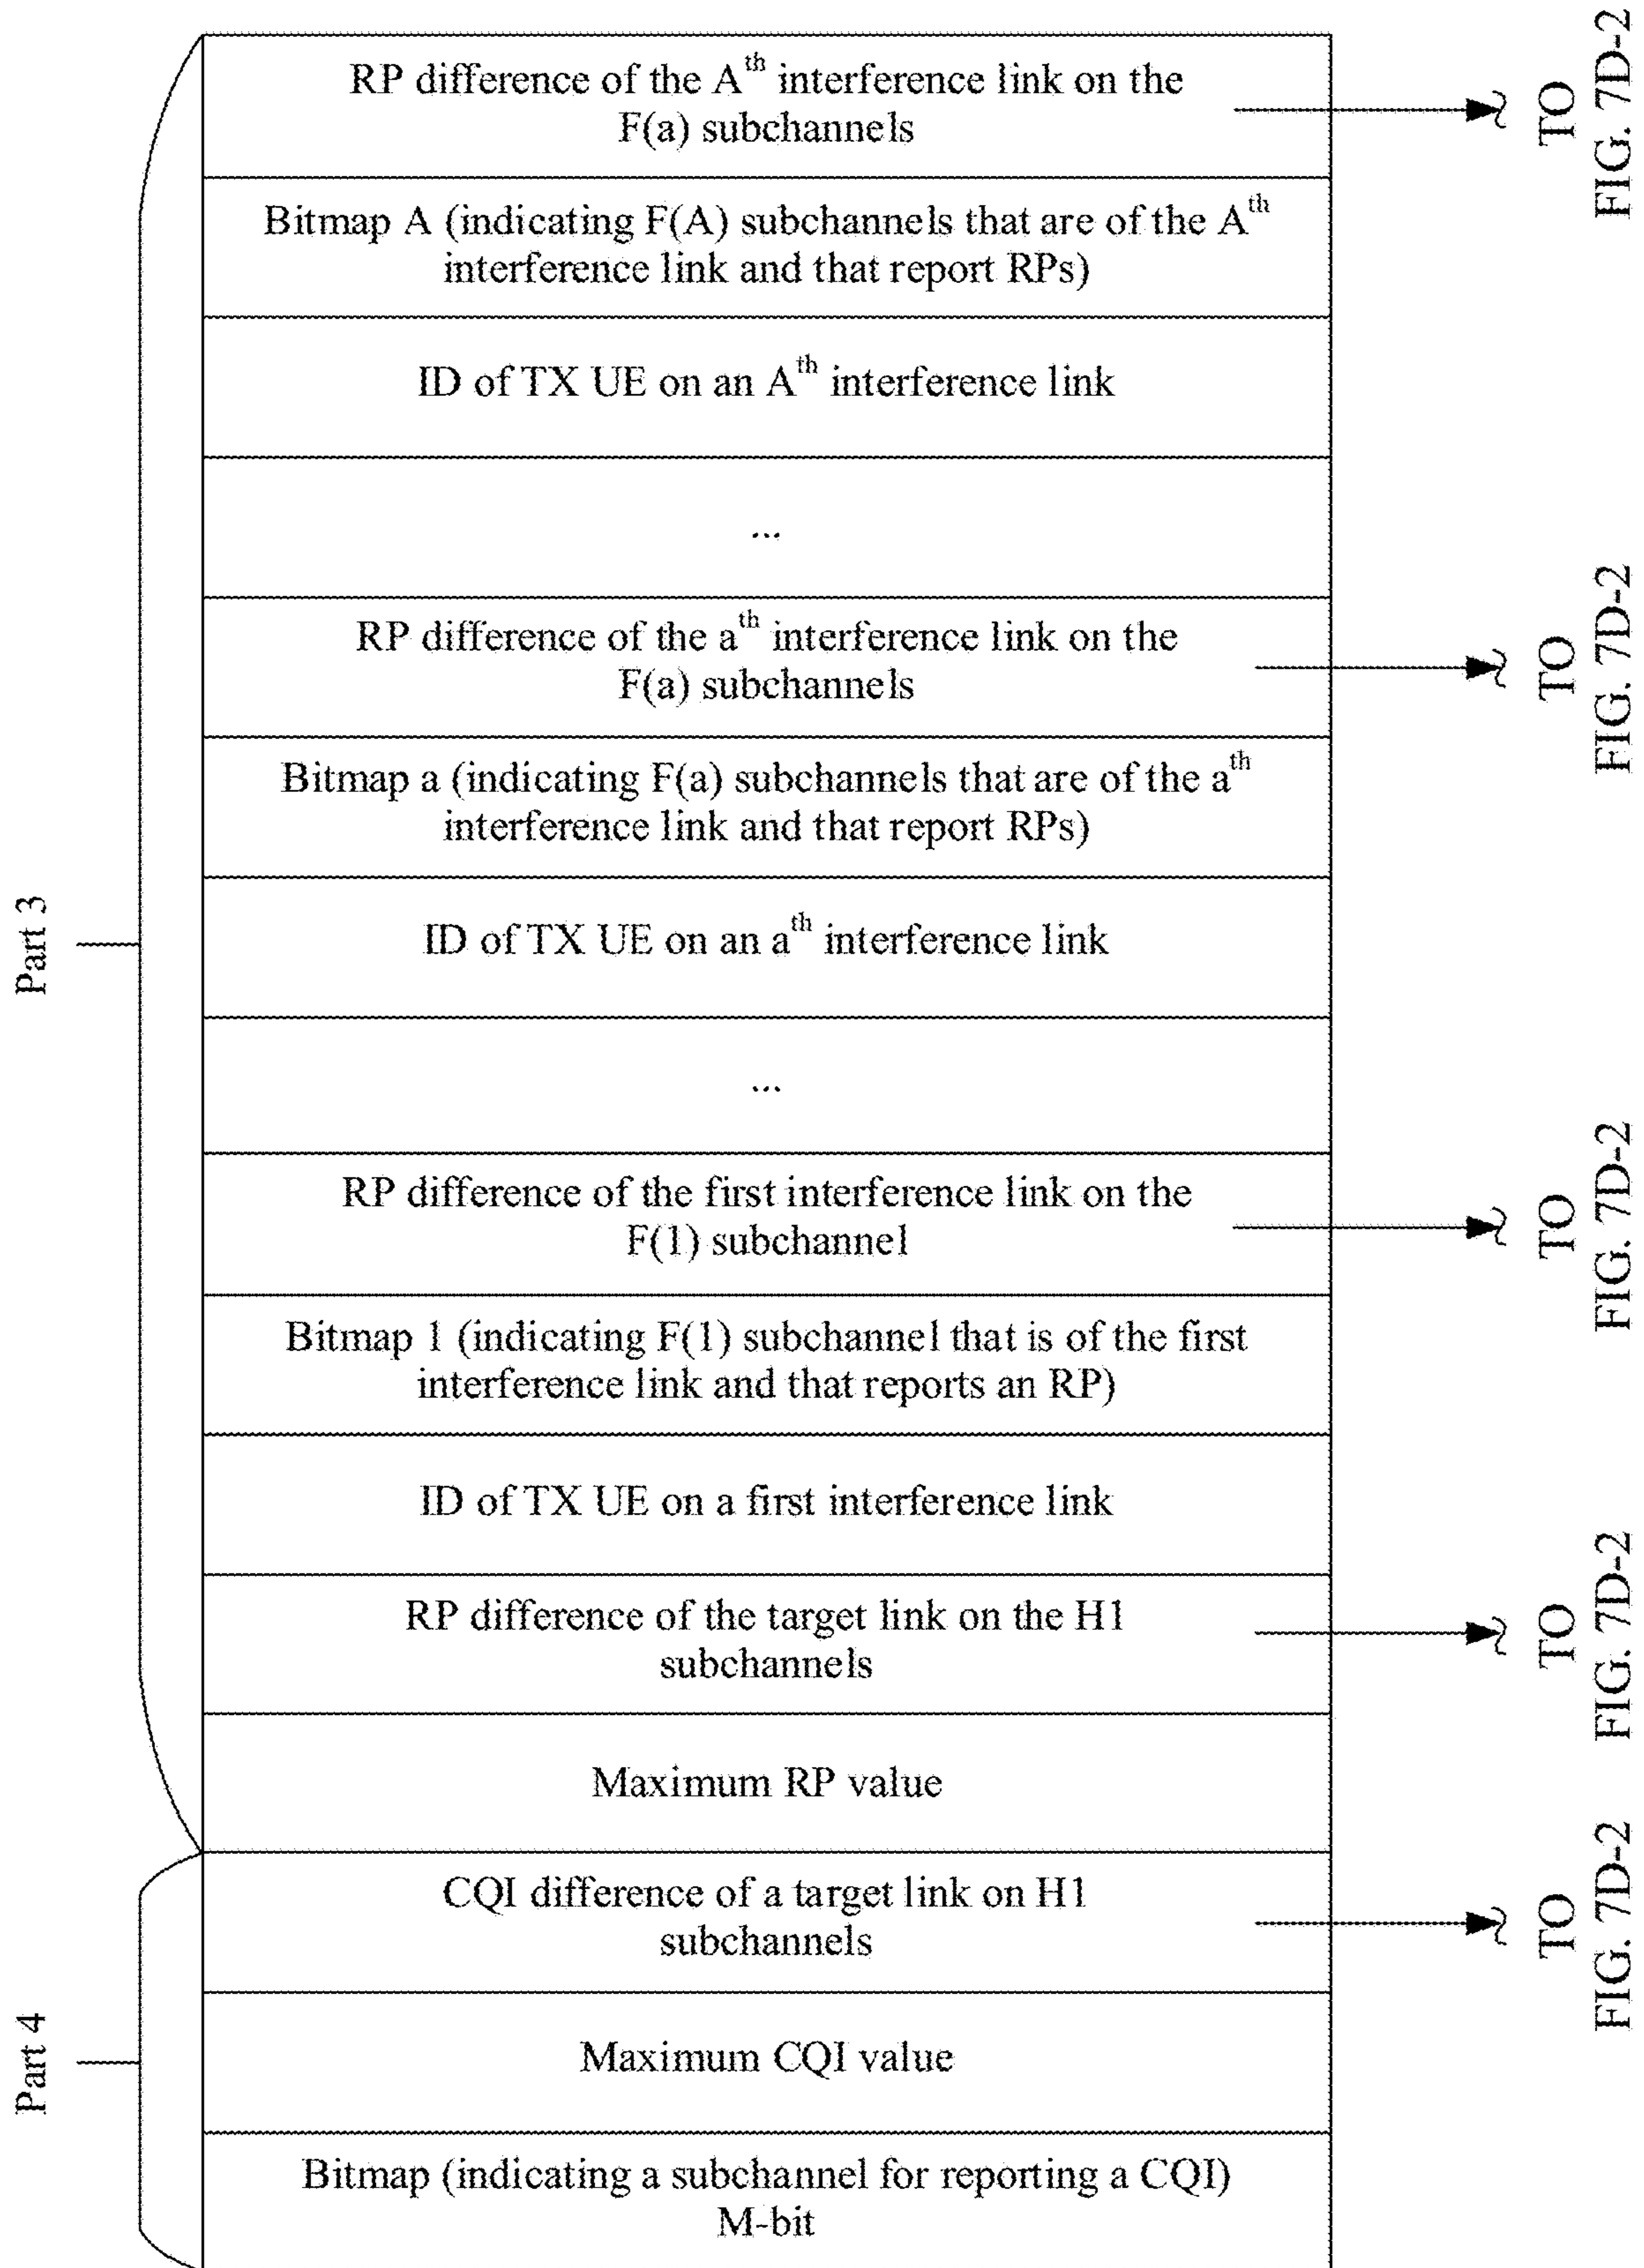 RP difference of the Ath interference link on the
F(a) subchannels
TO
FIG. 7D-2
Bitmap A (indicating F(A) subchannels that are of the Ath
interference link and that report RPs)
ID of TX UE on an Ath interference link
...
RP difference of the ath interference link on the
F(a) subchannels
TO
FIG. 7D-2
Bitmap a (indicating F(a) subchannels that are of the ath
interference link and that report RPs)
Part 3
ID of TX UE on an ath interference link
...
RP difference of the first interference link on the
F(1) subchannel
TO
FIG. 7D-2
Bitmap 1 (indicating F(1) subchannel that is of the first
interference link and that reports an RP)
ID of TX UE on a first interference link
RP difference of the target link on the H1
subchannels
TO
FIG. 7D-2
Maximum RP value
CQI difference of a target link on H1
subchannels
TO
FIG. 7D-2
Part 4
Maximum CQI value
Bitmap (indicating a subchannel for reporting a CQI)
M-bit